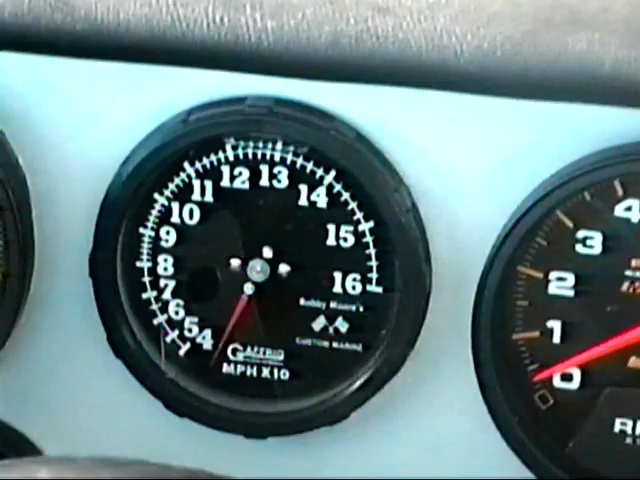 4 5 6 7 8 9 10 11 12 13 14 15 16
Bobby Moore's
CUSTOM MARINE
GAFFRIG
MPH X10
0 1 2 3 4